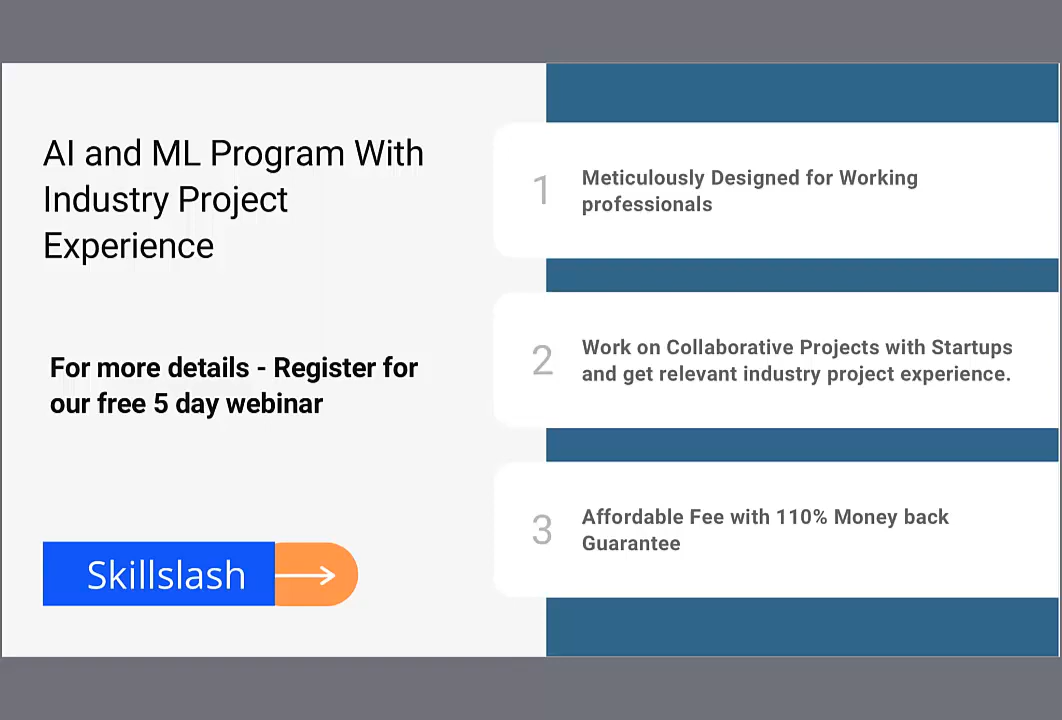 AI and ML Program With
Industry Project
Experience
For more details - Register for
our free 5 day webinar
Skillslash
1
Meticulously Designed for Working
professionals
2
Work on Collaborative Projects with Startups
and get relevant industry project experience.
3
Affordable Fee with 110% Money back
Guarantee